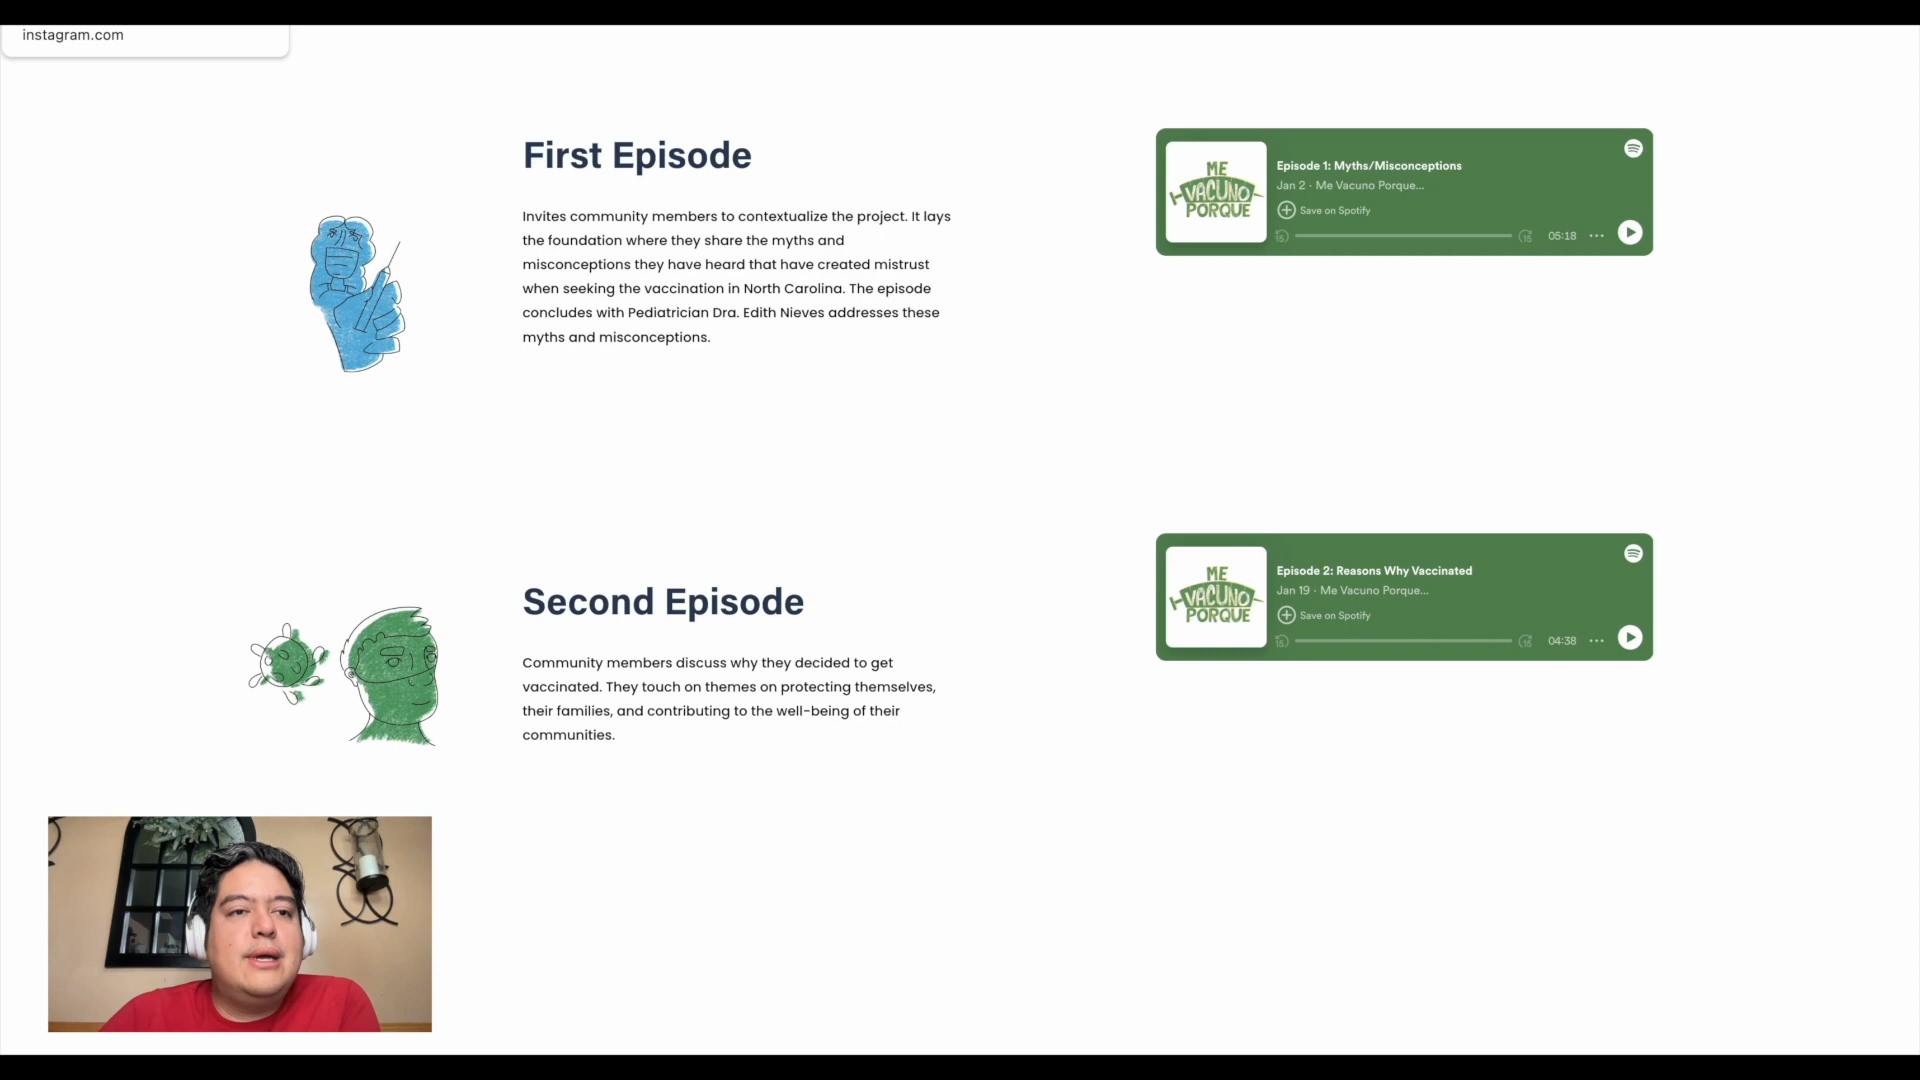 instagram.com
First Episode
Invites community members to contextualize the project. It lays
the foundation where they share the myths and
misconceptions they have heard that have created mistrust
when seeking the vaccination in North Carolina. The episode
concludes with Pediatrician Dra. Edith Nieves addresses these
myths and misconceptions.
ME
VACUNO
PORQUE
Episode 1: Myths/Misconceptions
Jan 2 · Me Vacuno Porque...
Save on Spotify
15
15
05:18
Second Episode
Community members discuss why they decided to get
vaccinated. They touch on themes on protecting themselves,
their families, and contributing to the well-being of their
communities.
ME
VACUNO
PORQUE
Episode 2: Reasons Why Vaccinated
Jan 19 · Me Vacuno Porque...
Save on Spotify
15
15
04:38